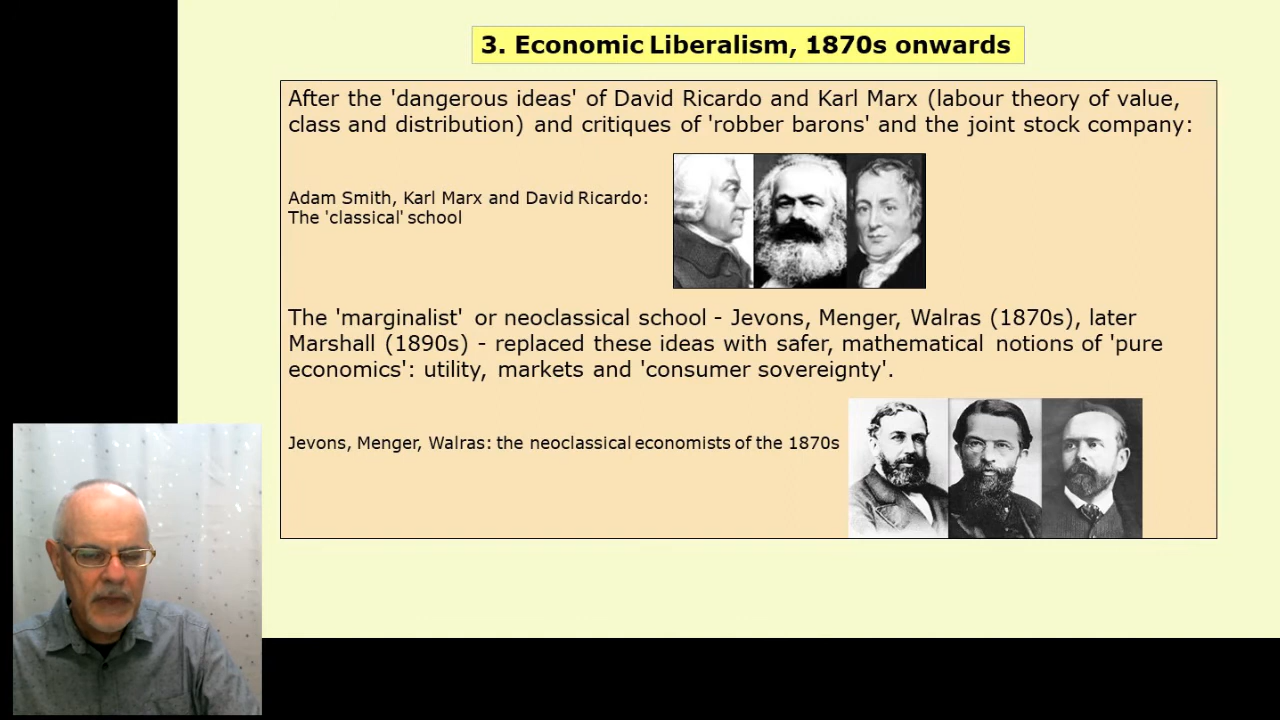 3. Economic Liberalism, 1870s onwards
After the 'dangerous ideas' of David Ricardo and Karl Marx (labour theory of value,
class and distribution) and critiques of 'robber barons' and the joint stock company:
Adam Smith, Karl Marx and David Ricardo:
The 'classical' school
The 'marginalist' or neoclassical school - Jevons, Menger, Walras (1870s), later
Marshall (1890s) - replaced these ideas with safer, mathematical notions of 'pure
economics': utility, markets and 'consumer sovereignty'.
Jevons, Menger, Walras: the neoclassical economists of the 1870s